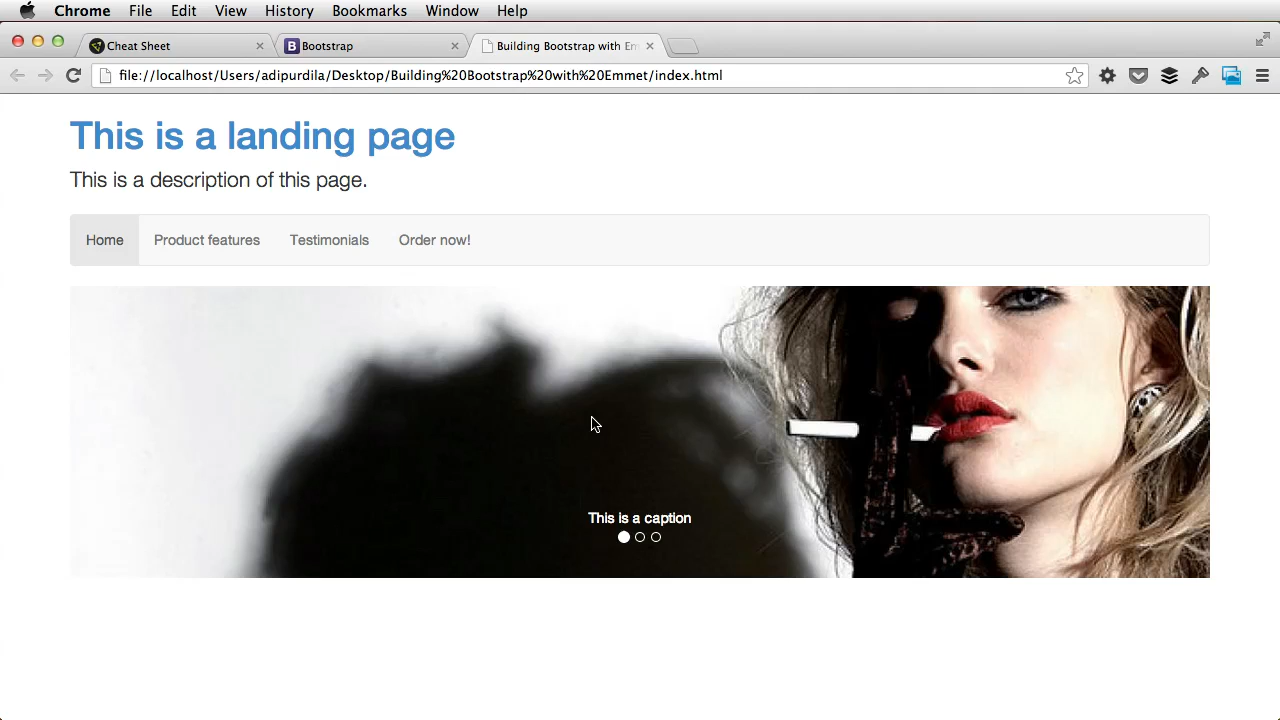 Chrome File Edit View History Bookmarks Window Help
Cheat Sheet Bootstrap Building Bootstrap with Em
file://localhost/Users/adipurdila/Desktop/Building%20Bootstrap%20with%20Emmet/index.html
This is a landing page
This is a description of this page.
Home Product features Testimonials Order now!
This is a caption